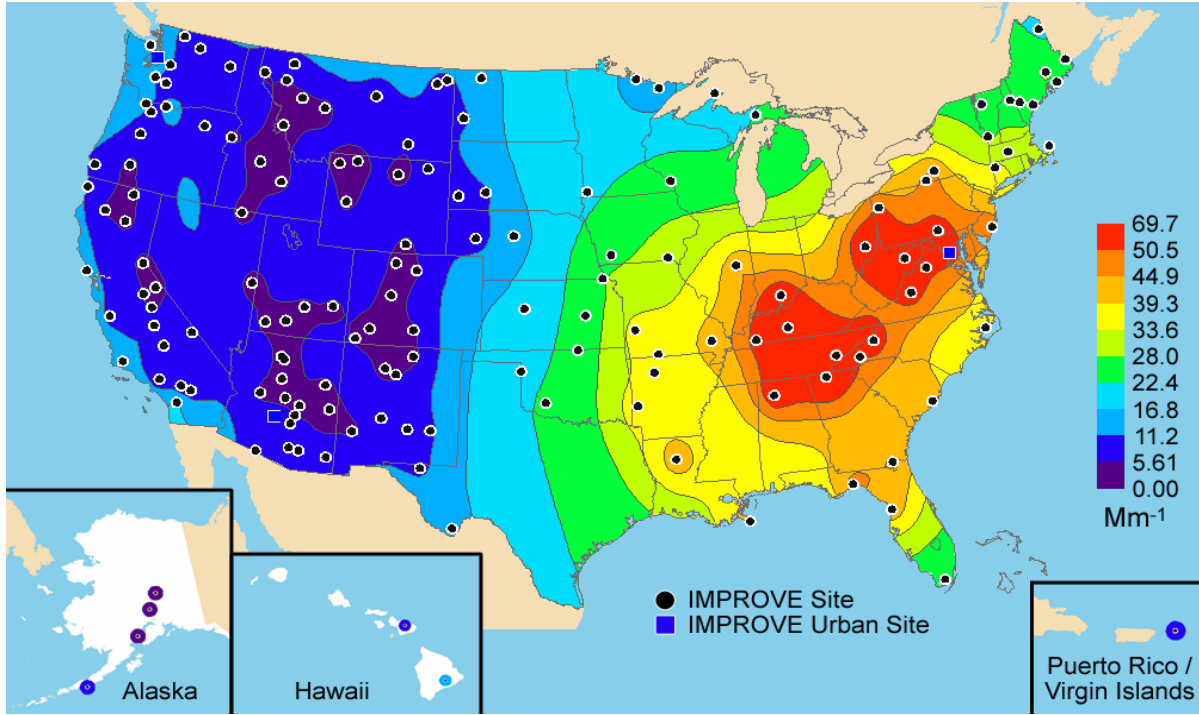 69.7
50.5
44.9
39.3
33.6
28.0
22.4
16.8
11.2
5.61
0.00
Mm-1
IMPROVE Site
IMPROVE Urban Site
Alaska
Hawaii
Puerto Rico /
Virgin Islands